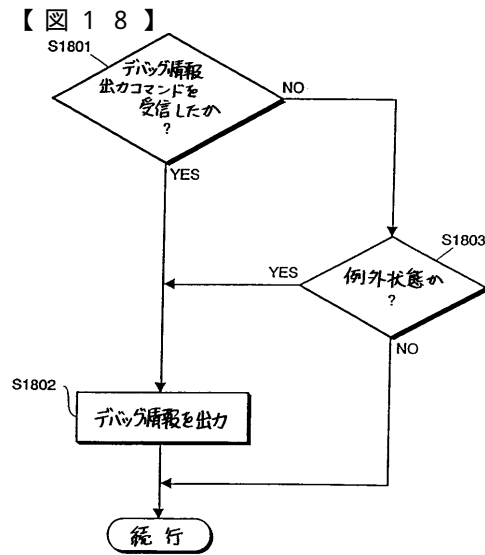 【図18】
S1801
デバッグ情報
出力コマンドを
受信したか
?
NO
YES
S1803
例外状態か
?
YES
NO
S1802
デバッグ情報を出力
続行